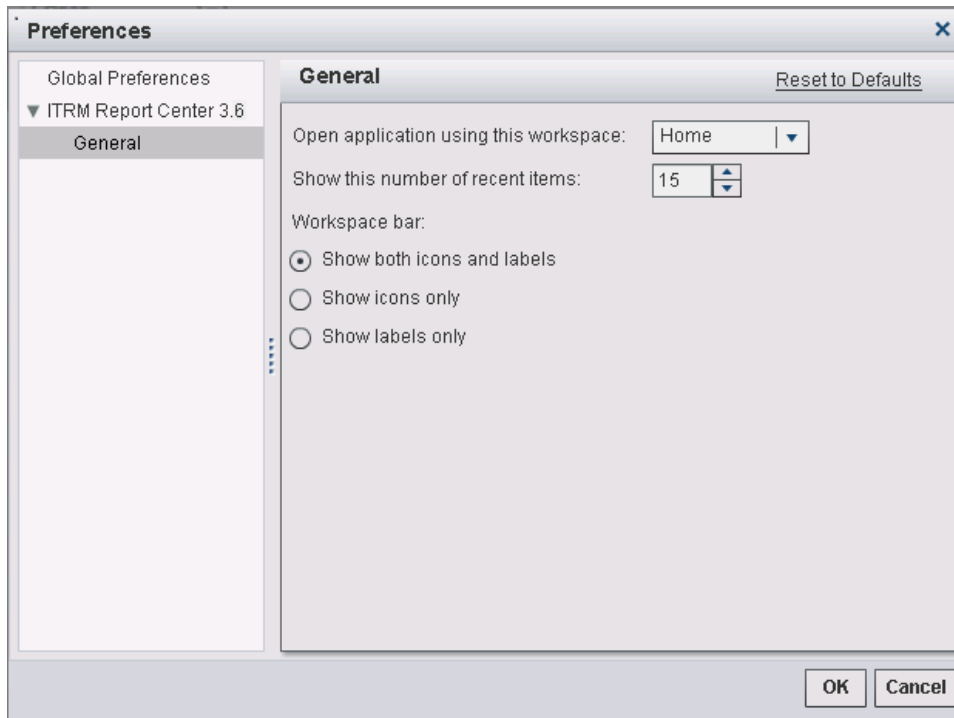 Preferences
Global Preferences
ITRM Report Center 3.6
General
General
Reset to Defaults
Open application using this workspace: Home
Show this number of recent items: 15
Workspace bar:
Show both icons and labels
Show icons only
Show labels only
OK Cancel